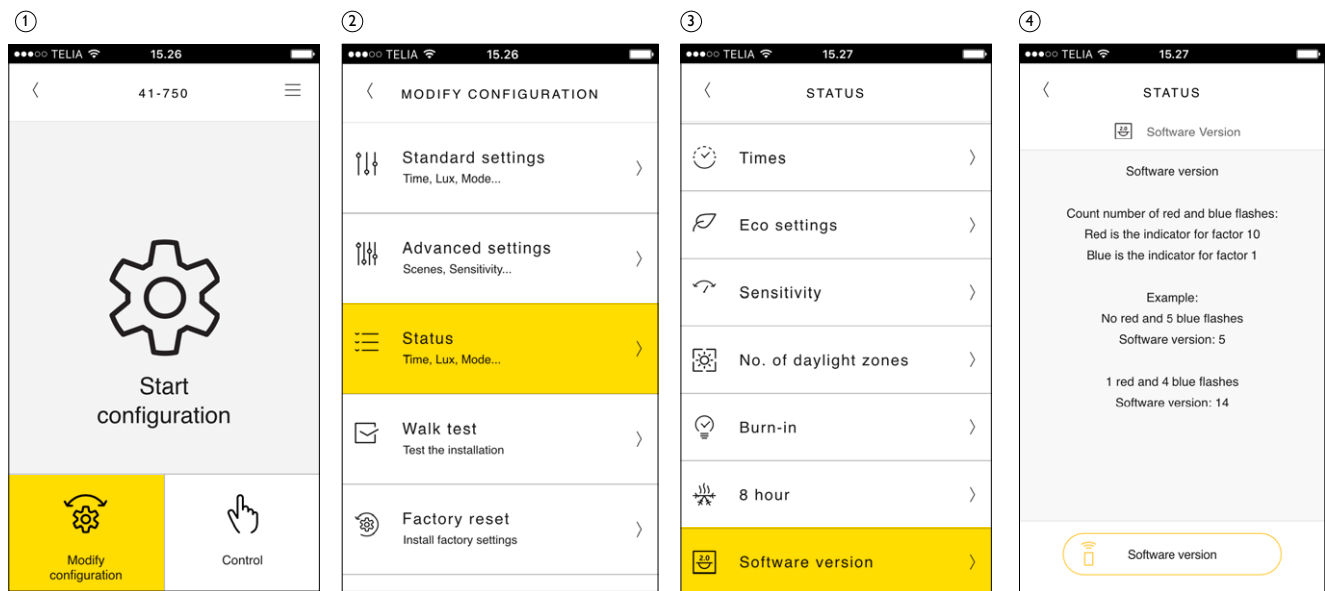 1
TELIA 15.26
41-750
Start
configuration
Modify
configuration
Control
2
TELIA 15.26
MODIFY CONFIGURATION
Standard settings
Time, Lux, Mode...
Advanced settings
Scenes, Sensitivity...
Status
Time, Lux, Mode...
Walk test
Test the installation
Factory reset
Install factory settings
3
TELIA 15.27
STATUS
Times
Eco settings
Sensitivity
No. of daylight zones
Burn-in
8 hour
2.0
Software version
4
TELIA 15.27
STATUS
2.0
Software Version
Software version
Count number of red and blue flashes:
Red is the indicator for factor 10
Blue is the indicator for factor 1
Example:
No red and 5 blue flashes
Software version: 5
1 red and 4 blue flashes
Software version: 14
Software version